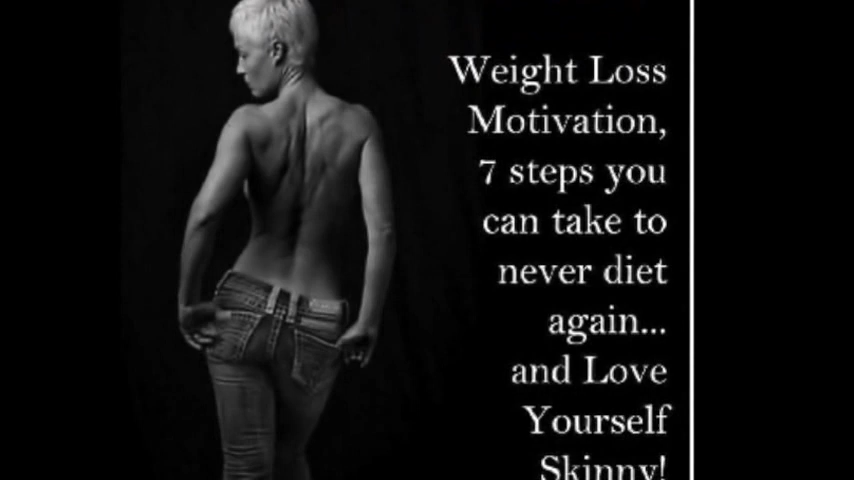 Weight Loss
Motivation,
7 steps you
can take to
never diet
again...
and Love
Yourself
Skinny!